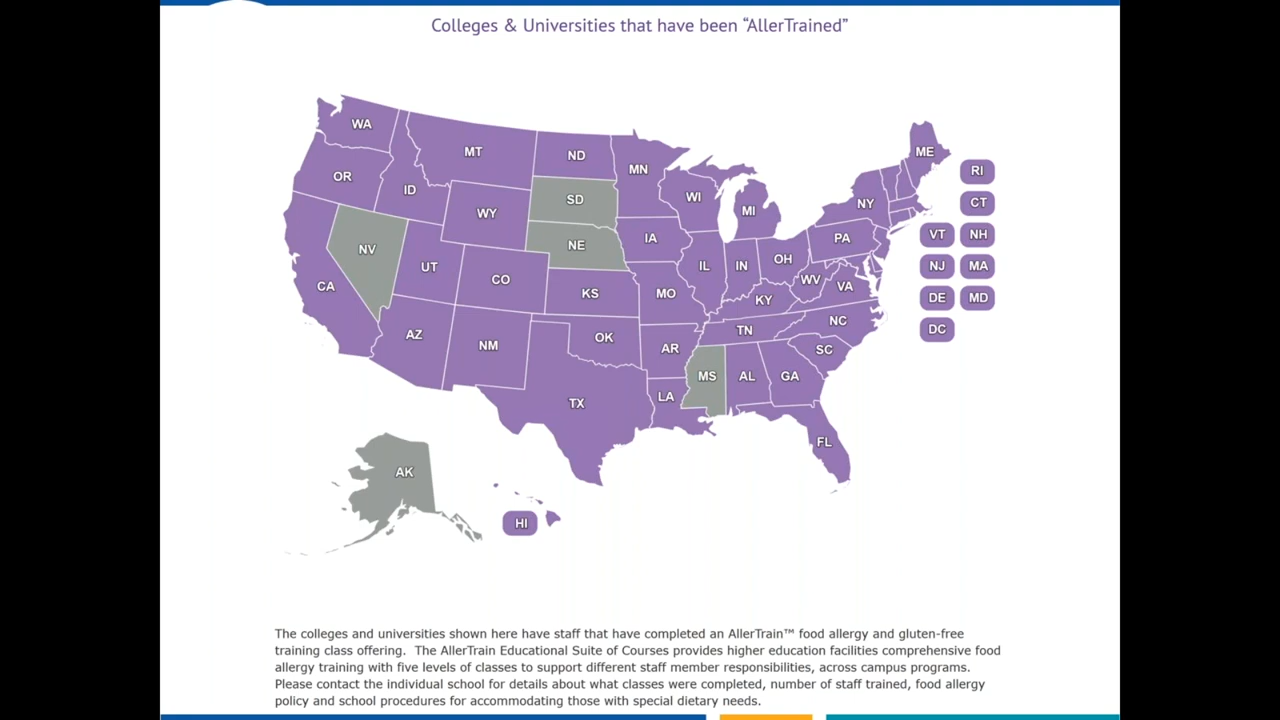 Colleges & Universities that have been “AllerTrained”
WA
MT
ND
MN
ME
OR
ID
SD
WI
MI
NY
RI
WY
CT
NV
NE
IA
PA
VT
NH
UT
CO
IL
IN
OH
NJ
MA
CA
KS
MO
WV
VA
KY
DE
MD
AZ
NM
OK
AR
TN
NC
DC
SC
TX
LA
MS
AL
GA
FL
AK
HI
The colleges and universities shown here have staff that have completed an AllerTrain™ food allergy and gluten-free
training class offering. The AllerTrain Educational Suite of Courses provides higher education facilities comprehensive food
allergy training with five levels of classes to support different staff member responsibilities, across campus programs.
Please contact the individual school for details about what classes were completed, number of staff trained, food allergy
policy and school procedures for accommodating those with special dietary needs.